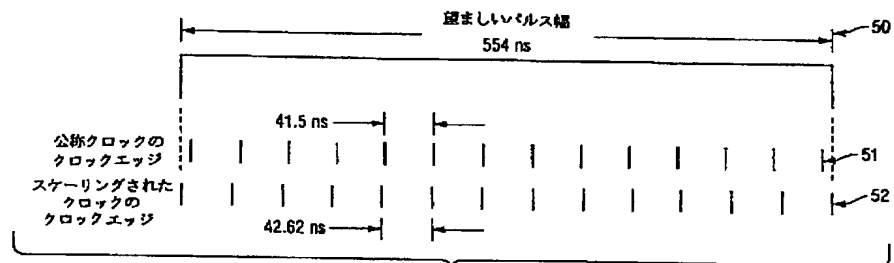 望ましいパルス幅
50
554 ns
41.5 ns
公称クロックの
クロックエッジ
51
スケーリングされた
クロックの
クロックエッジ
52
42.62 ns